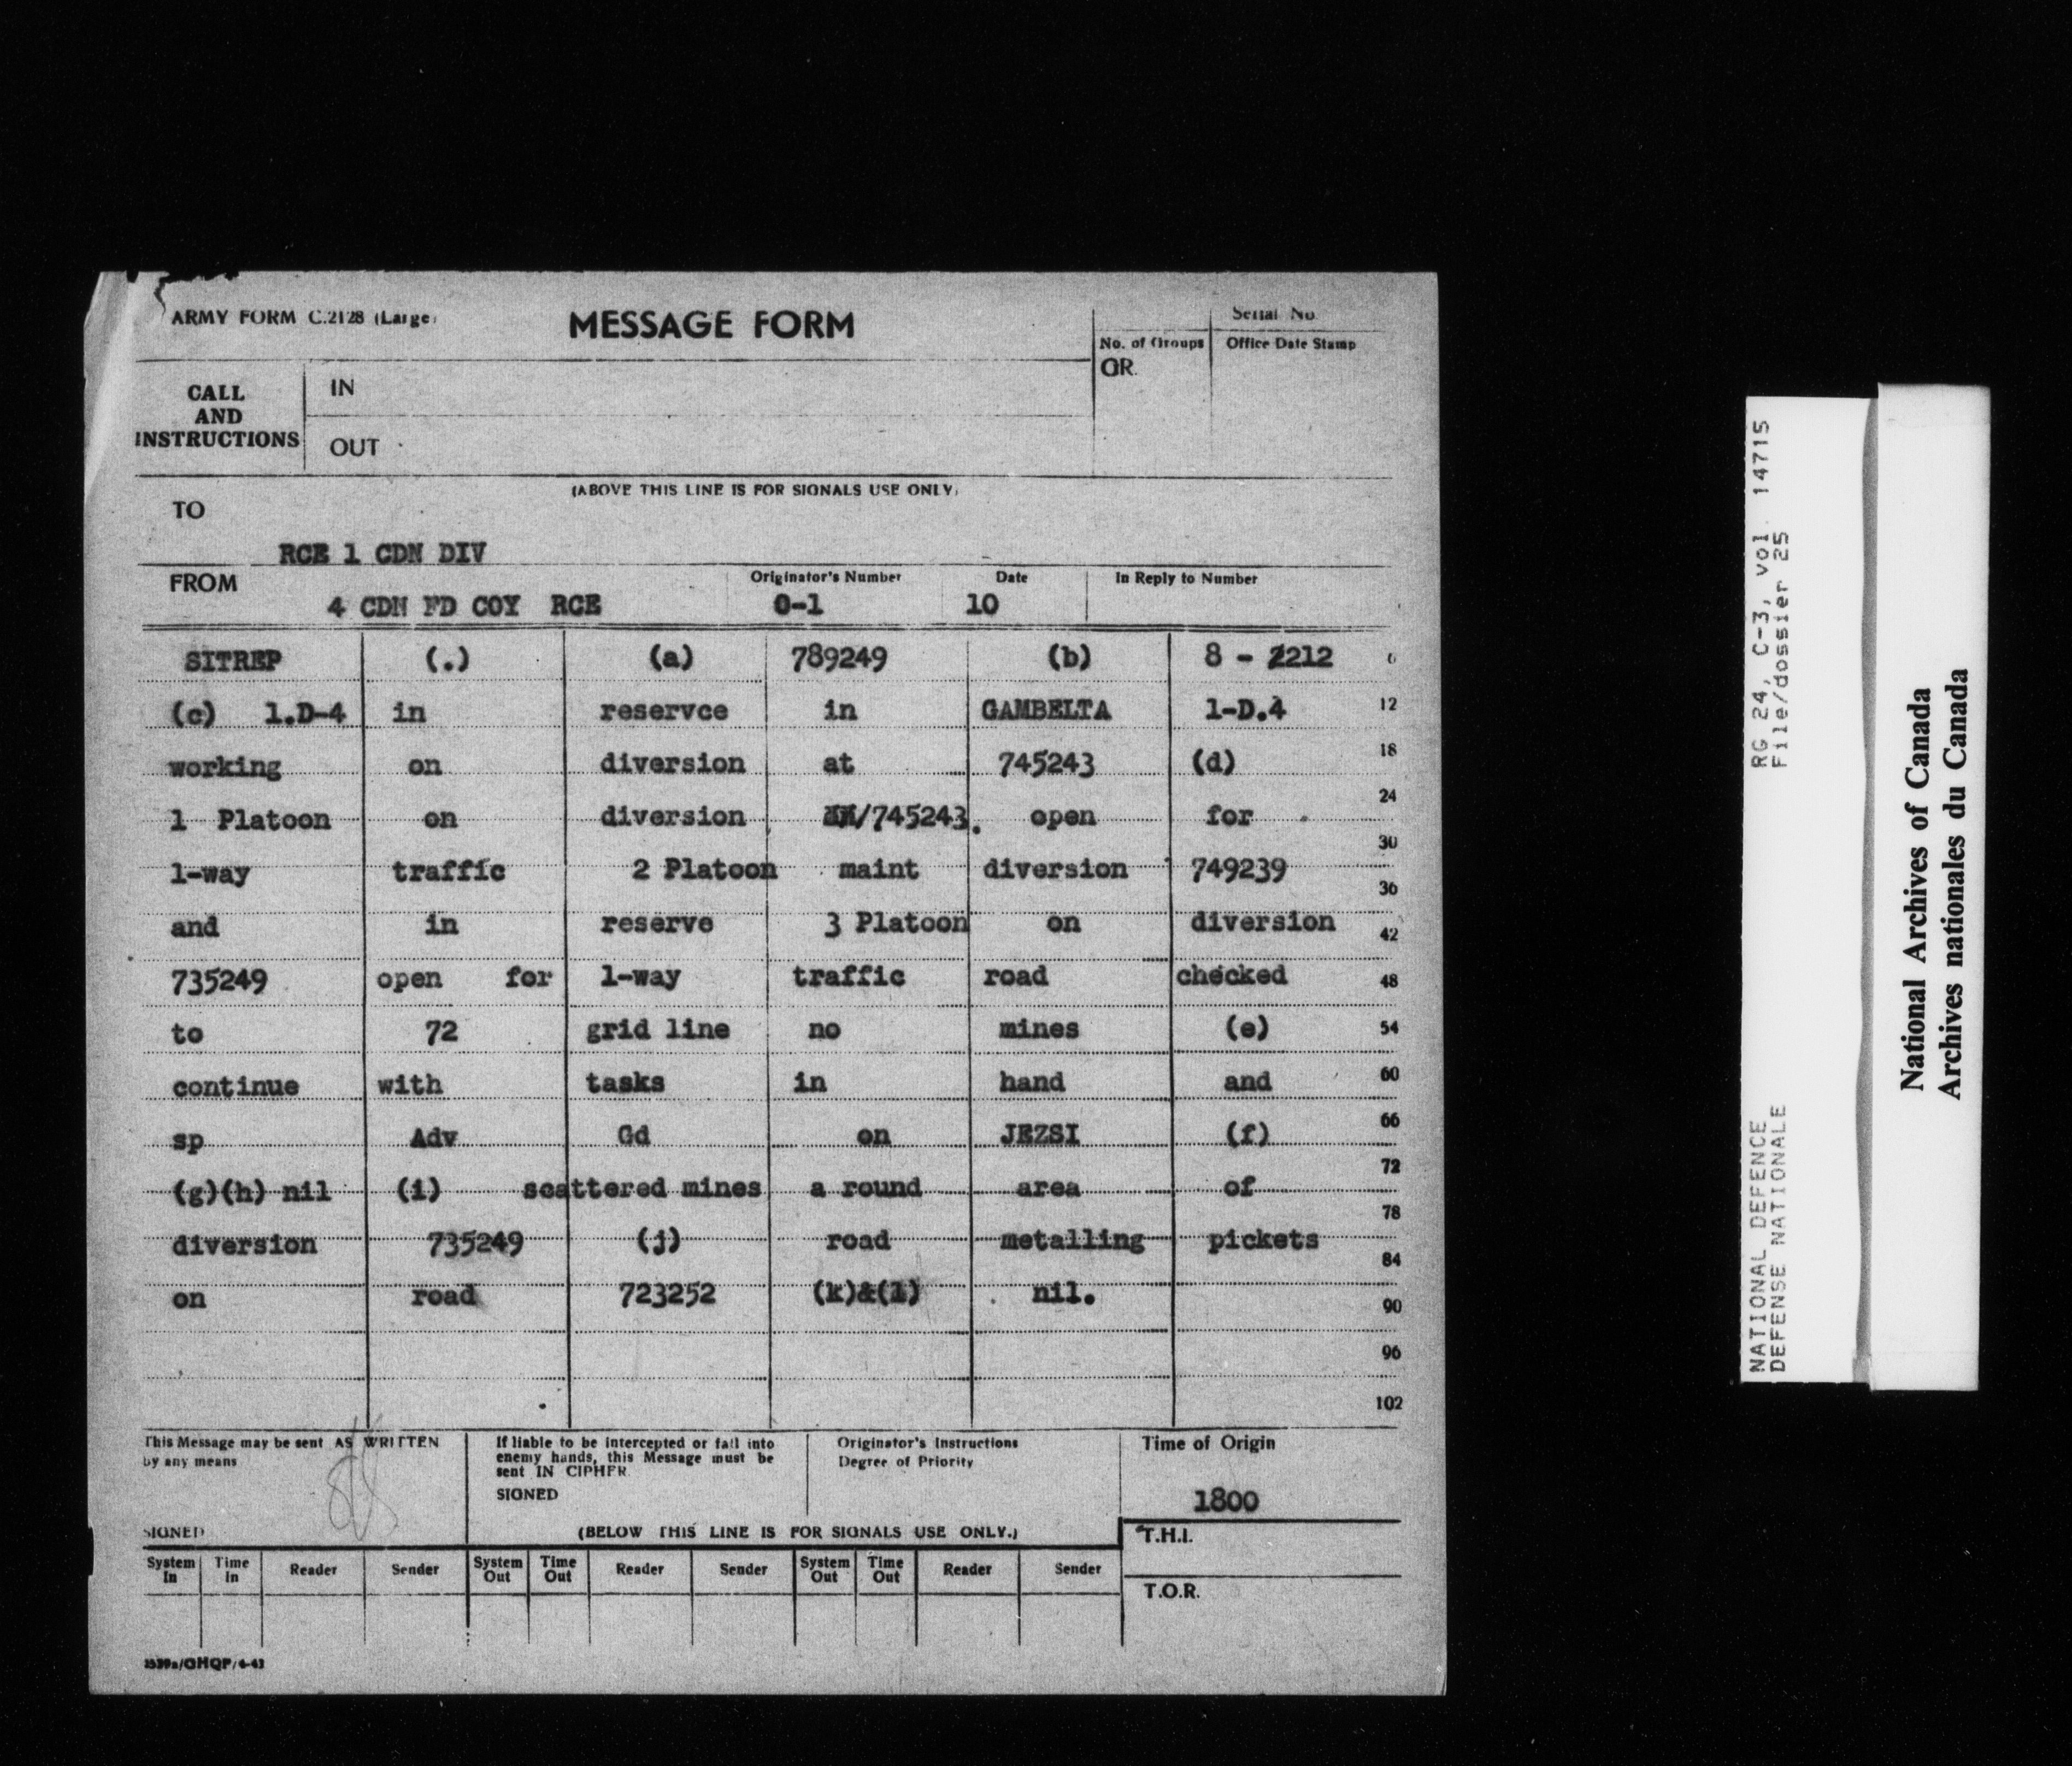 ARMY FORM C.2128 (Large)
MESSAGE FORM
Serial No.
No. of Groups
Office Date Stamp
GR.
CALL
AND
INSTRUCTIONS
IN
OUT
(ABOVE THIS LINE IS FOR SIGNALS USE ONLY)
TO
RCE 1 CDN DIV
FROM
Originator's Number
Date
In Reply to Number
4 CDN FD COY RCE
O-1
10
SITREP (.) (a) 789249 (b) 8 - 2212 6
(c) 1.D-4 in reservce in GAMBELTA 1-D.4 12
working on diversion at 745243 (d) 18
1 Platoon on diversion /745243. open for 24
1-way traffic 2 Platoon maint diversion 749239 30
and in reserve 3 Platoon on diversion 36
735249 open for 1-way traffic road checked 42
to 72 grid line no mines (e) 48
continue with tasks in hand and 54
sp Adv Gd on JEZSI (f) 60
(g)(h) nil (i) scattered mines a round area of 66
diversion 735249 (j) road metalling pickets 72
on road 723252 (k)&(l) nil. 78
84
90
96
102
This Message may be sent AS WRITTEN
by any means
SIGNED
If liable to be intercepted or fall into
enemy hands, this Message must be
sent IN CIPHER
SIGNED
Originator's Instructions
Degree of Priority
Time of Origin
1800
(BELOW THIS LINE IS FOR SIGNALS USE ONLY.)
T.H.I.
System In Time In Reader Sender System Out Time Out Reader Sender System Out Time Out Reader Sender
T.O.R.
RG 24, C-3, vol. 14715
File/dossier 25
NATIONAL DEFENCE
DEFENSE NATIONALE
National Archives of Canada
Archives nationales du Canada